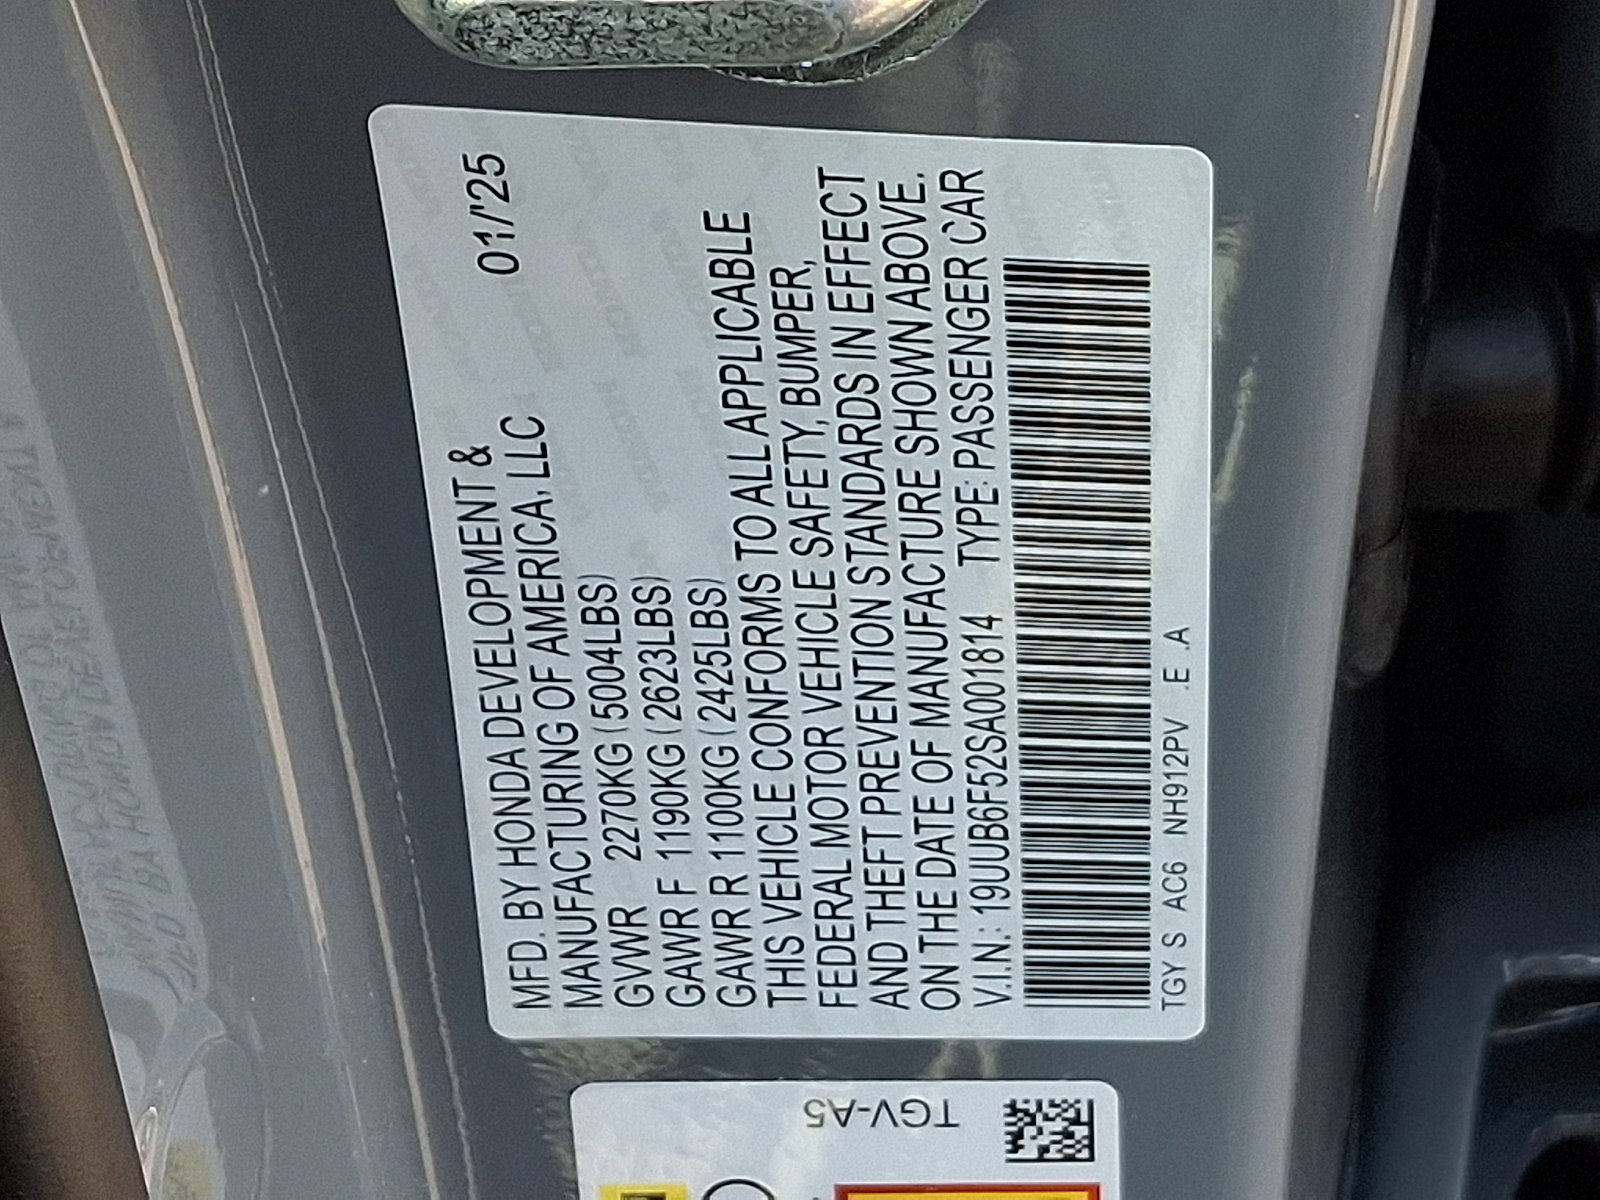 MFD. BY HONDA DEVELOPMENT & 01/'25
MANUFACTURING OF AMERICA, LLC
GVWR 2270KG (5004LBS)
GAWR F 1190KG (2623LBS)
GAWR R 1100KG (2425LBS)
THIS VEHICLE CONFORMS TO ALL APPLICABLE
FEDERAL MOTOR VEHICLE SAFETY, BUMPER,
AND THEFT PREVENTION STANDARDS IN EFFECT
ON THE DATE OF MANUFACTURE SHOWN ABOVE.
V.I.N.: 19UUB6F52SA001814 TYPE: PASSENGER CAR
TGY S AC6 NH912PV .E .A
TGV-A5